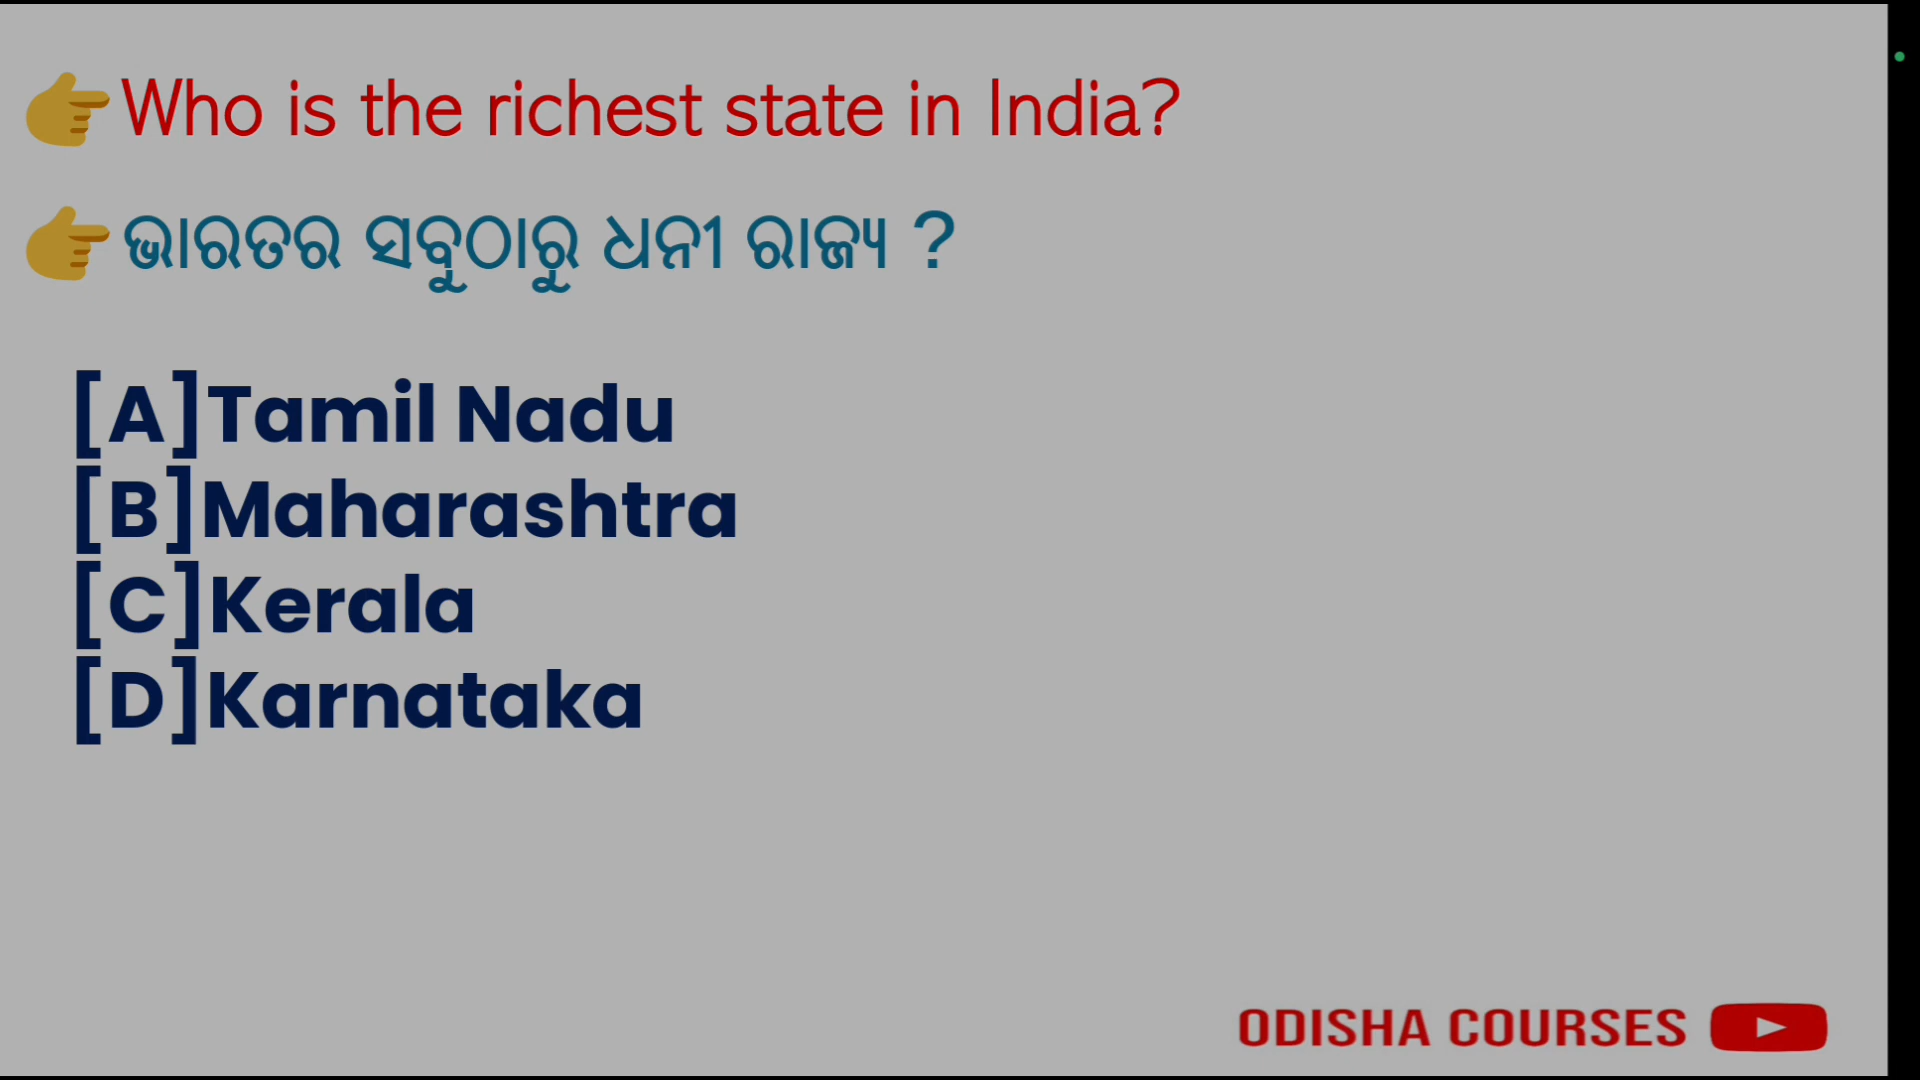 👉Who is the richest state in India?
👉ଭାରତର ସବୁଠାରୁ ଧନୀ ରାଜ୍ୟ ?
[A]Tamil Nadu
[B]Maharashtra
[C]Kerala
[D]Karnataka
ODISHA COURSES